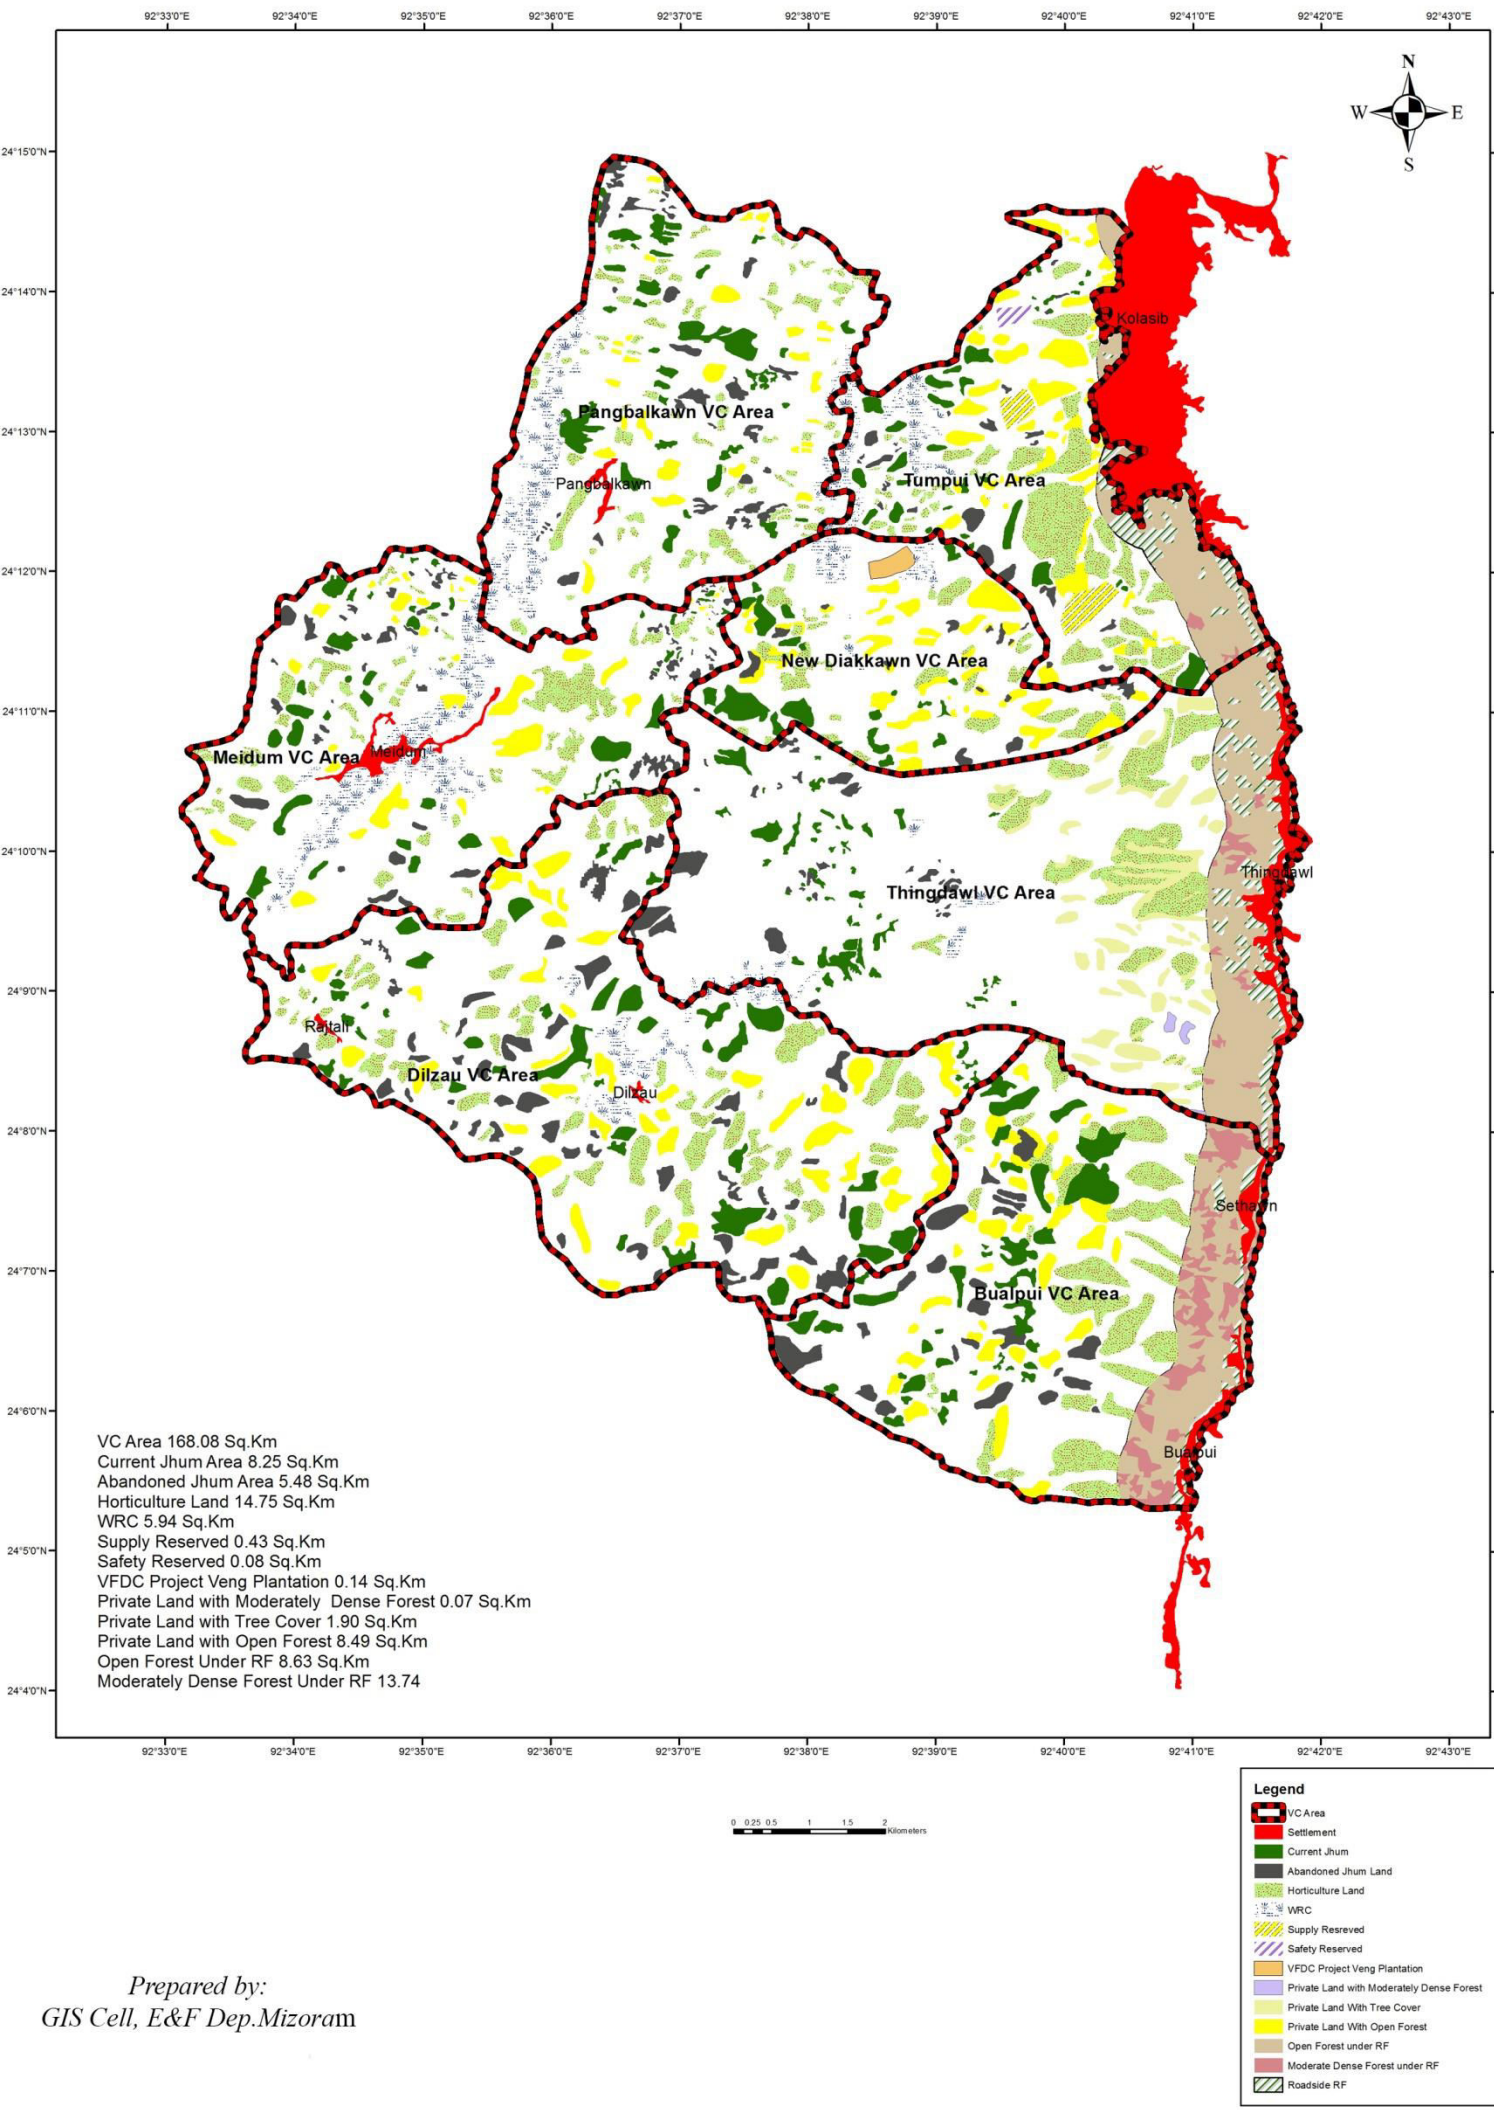 92°33'0"E 92°34'0"E 92°35'0"E 92°36'0"E 92°37'0"E 92°38'0"E 92°39'0"E 92°40'0"E 92°41'0"E 92°42'0"E 92°43'0"E
N
W E
S
24°15'0"N
24°14'0"N
Kolasib
Pangbalkawn VC Area
24°13'0"N
Tumpui VC Area
Pangbalkawn
24°12'0"N
New Diakkawn VC Area
24°11'0"N
Meidum VC Area
Meidum
24°10'0"N
Thingdawl
Thingdawl VC Area
24°9'0"N
Rajtali
Dilzau VC Area
Dilzau
24°8'0"N
Sethawn
24°7'0"N
Bualpui VC Area
24°6'0"N
Bualpui
VC Area 168.08 Sq.Km
Current Jhum Area 8.25 Sq.Km
Abandoned Jhum Area 5.48 Sq.Km
Horticulture Land 14.75 Sq.Km
WRC 5.94 Sq.Km
Supply Reserved 0.43 Sq.Km
24°5'0"N
Safety Reserved 0.08 Sq.Km
VFDC Project Veng Plantation 0.14 Sq.Km
Private Land with Moderately Dense Forest 0.07 Sq.Km
Private Land with Tree Cover 1.90 Sq.Km
Private Land with Open Forest 8.49 Sq.Km
Open Forest Under RF 8.63 Sq.Km
Moderately Dense Forest Under RF 13.74
24°4'0"N
92°33'0"E 92°34'0"E 92°35'0"E 92°36'0"E 92°37'0"E 92°38'0"E 92°39'0"E 92°40'0"E 92°41'0"E 92°42'0"E 92°43'0"E
0 0.25 0.5 1 1.5 2
Kilometers
Legend
VC Area
Settlement
Current Jhum
Abandoned Jhum Land
Horticulture Land
WRC
Supply Resreved
Safety Reserved
VFDC Project Veng Plantation
Private Land with Moderately Dense Forest
Private Land With Tree Cover
Private Land With Open Forest
Open Forest under RF
Moderate Dense Forest under RF
Roadside RF
Prepared by:
GIS Cell, E&F Dep.Mizoram